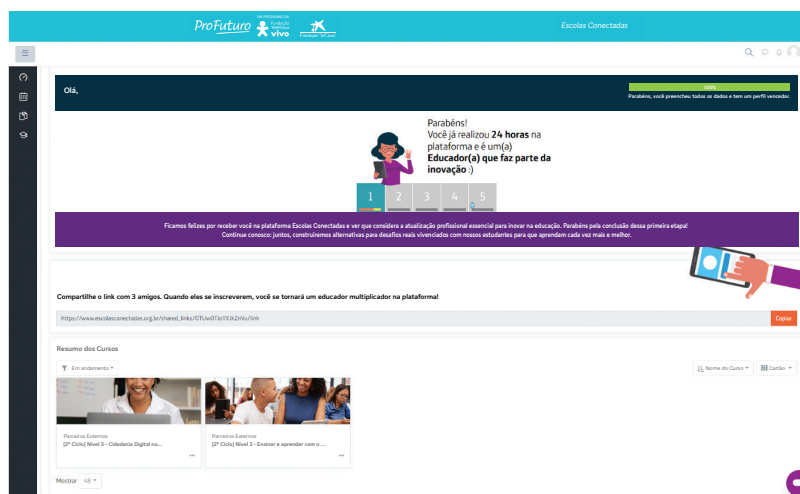 ProFuturo
Fundação
Telefônica
vivo
Escolas Conectadas
Olá,
100%
Parabéns, você preencheu todos os dados e tem um perfil vencedor.
Parabéns!
Você já realizou 24 horas na
plataforma e é um(a)
Educador(a) que faz parte da
inovação :)
1 2 3 4 5
Ficamos felizes por receber você na plataforma Escolas Conectadas e ver que considera a atualização profissional essencial para inovar na educação. Parabéns pela conclusão dessa primeira etapa!
Continue conosco: juntos, construiremos alternativas para desafios reais vivenciados com nossos estudantes para que aprendam cada vez mais e melhor.
Compartilhe o link com 3 amigos. Quando eles se inscreverem, você se tornará um educador multiplicador na plataforma!
Copiar
Resumo dos Cursos
Em andamento
Nome do Curso
Cartão
Parceiros Externos
[2º Ciclo] Nível 3 - Cidadania Digital no...
Parceiros Externos
[2º Ciclo] Nível 3 - Ensinar e aprender com o ...
Mostrar 48